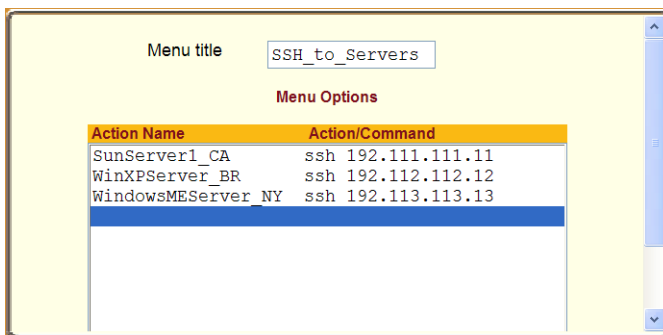 Menu title SSH_to_Servers
Menu Options
Action Name Action/Command
SunServer1_CA ssh 192.111.111.11
WinXPServer_BR ssh 192.112.112.12
WindowsMEServer_NY ssh 192.113.113.13